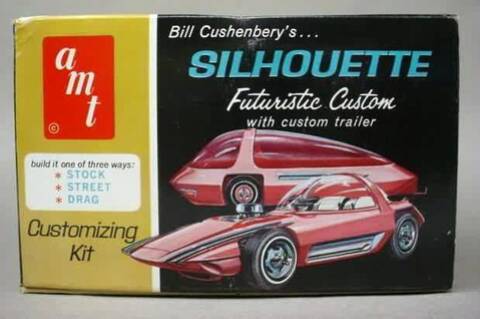 amt
©
Bill Cushenbery's...
SILHOUETTE
Futuristic Custom
with custom trailer
build it one of three ways:
* STOCK
* STREET
* DRAG
Customizing
Kit